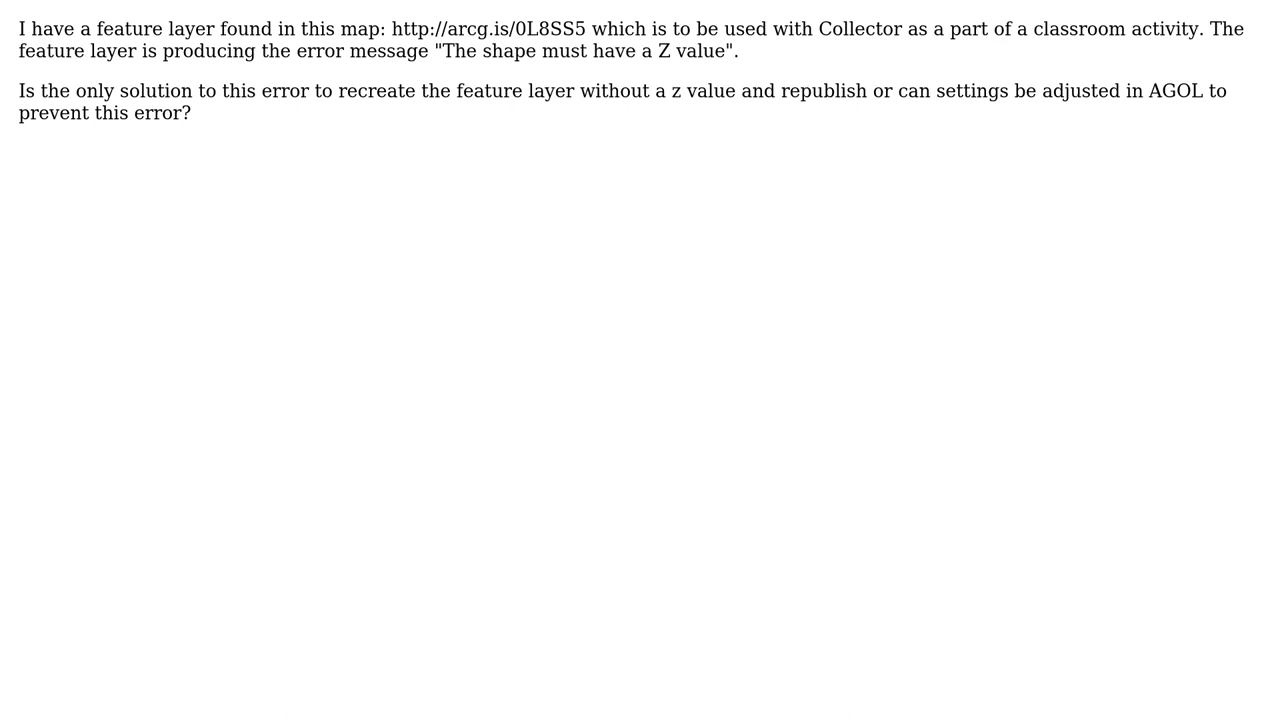 I have a feature layer found in this map: http://arcg.is/0L8SS5 which is to be used with Collector as a part of a classroom activity. The
feature layer is producing the error message "The shape must have a Z value".
Is the only solution to this error to recreate the feature layer without a z value and republish or can settings be adjusted in AGOL to
prevent this error?